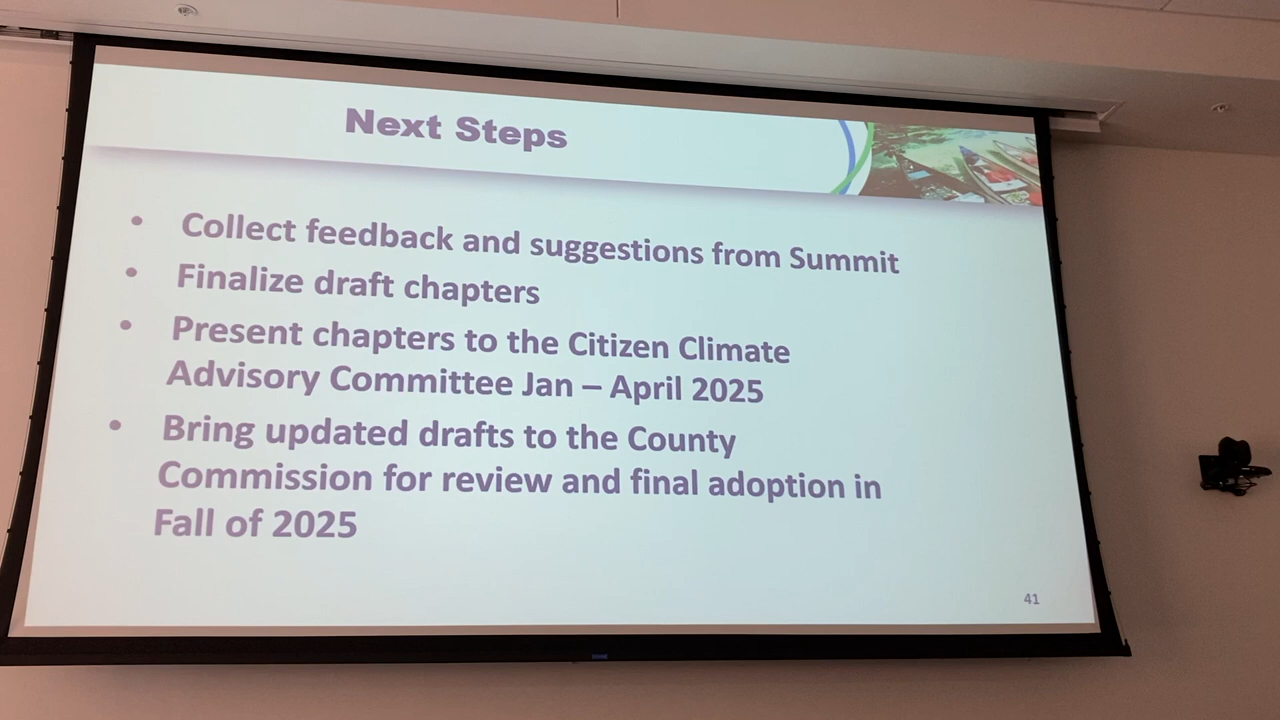 Next Steps
• Collect feedback and suggestions from Summit
• Finalize draft chapters
• Present chapters to the Citizen Climate
Advisory Committee Jan – April 2025
• Bring updated drafts to the County
Commission for review and final adoption in
Fall of 2025
41